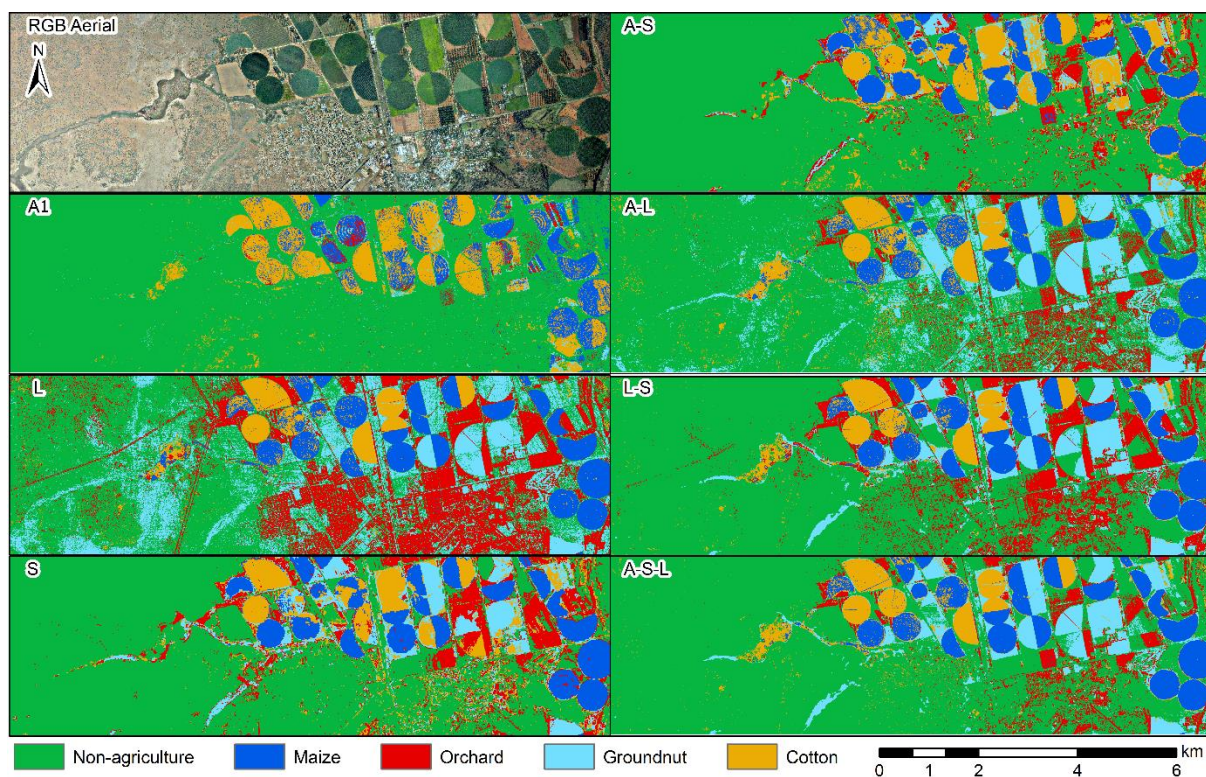 RGB Aerial
N
A-S
A1
A-L
L
L-S
S
A-S-L
Non-agriculture Maize Orchard Groundnut Cotton
km
0 1 2 4 6